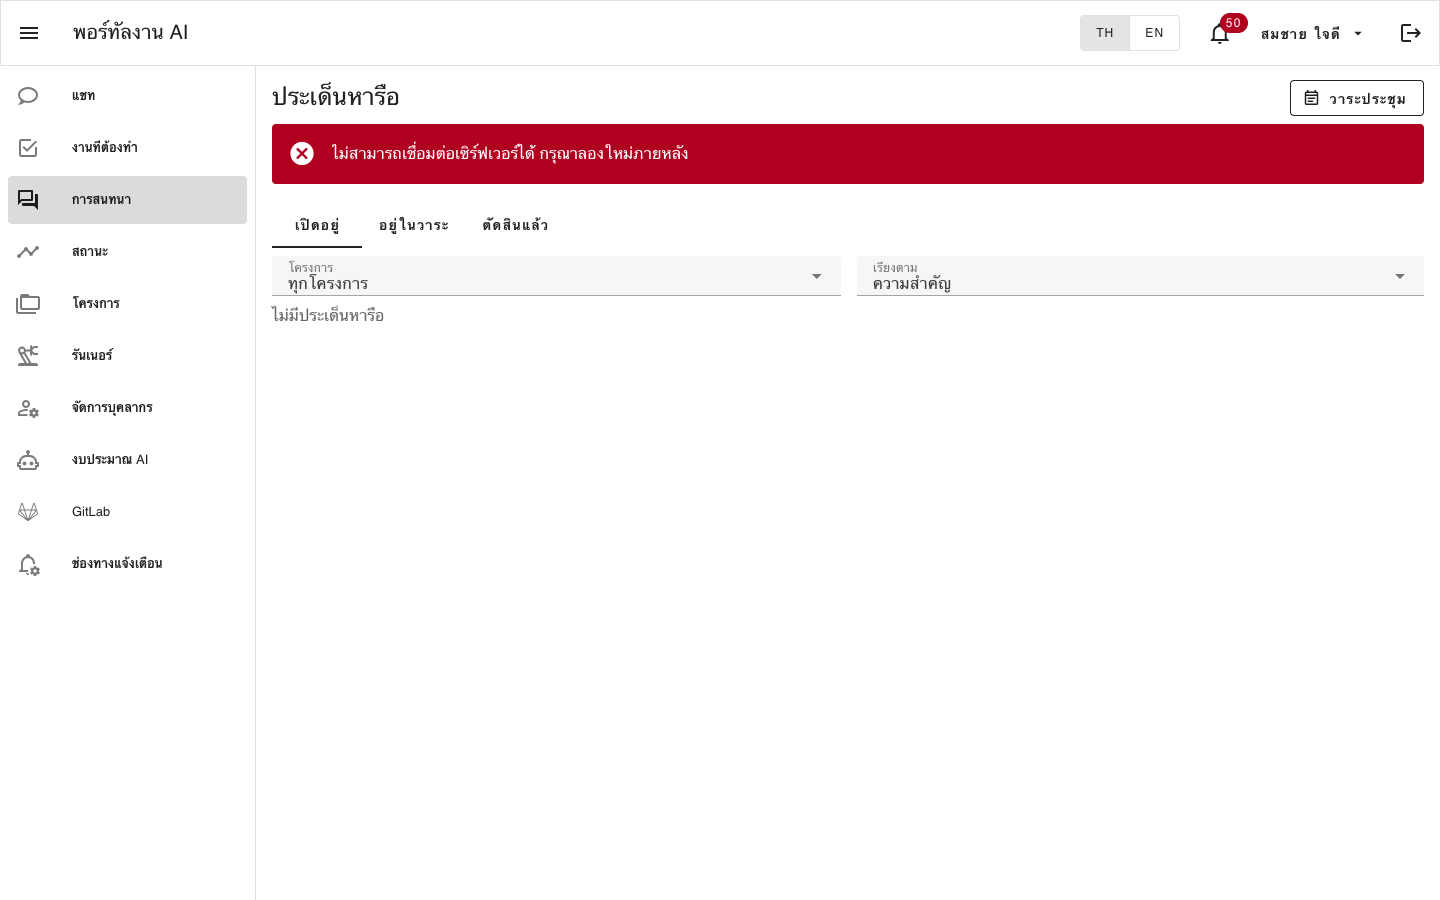 พอร์ทัลงาน AI
TH
EN
50
สมชาย ใจดี
แชท
งานที่ต้องทำ
การสนทนา
สถานะ
โครงการ
รันเนอร์
จัดการบุคลากร
งบประมาณ AI
GitLab
ช่องทางแจ้งเตือน
ประเด็นหารือ
วาระประชุม
ไม่สามารถเชื่อมต่อเซิร์ฟเวอร์ได้ กรุณาลองใหม่ภายหลัง
เปิดอยู่
อยู่ในวาระ
ตัดสินแล้ว
โครงการ
ทุกโครงการ
เรียงตาม
ความสำคัญ
ไม่มีประเด็นหารือ